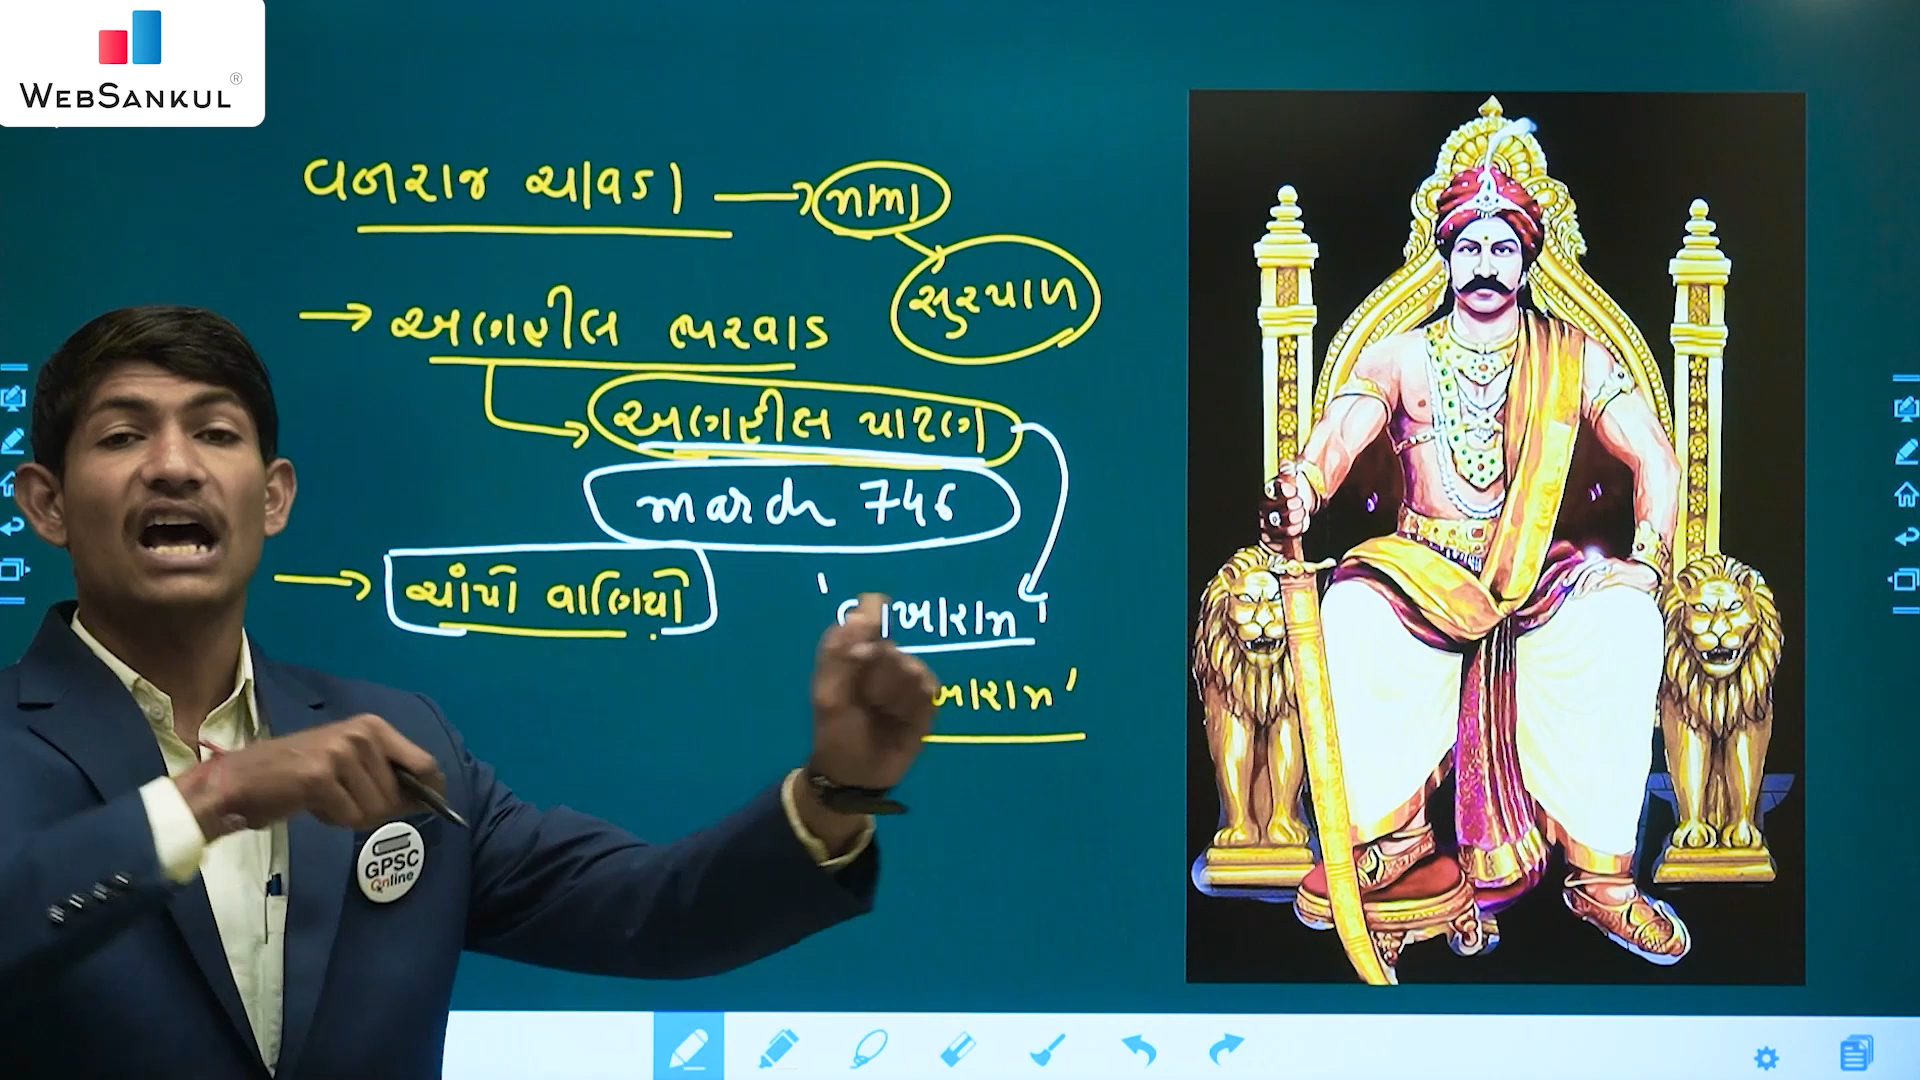 WEBSANKUL®
વનરાજ ચાવડા → મામા
સુરપાળ
→ અણહીલ ભરવાડ
અણહીલ પાટણ
march 746
→ ચાંપો વાણિયો
GPSC
Online